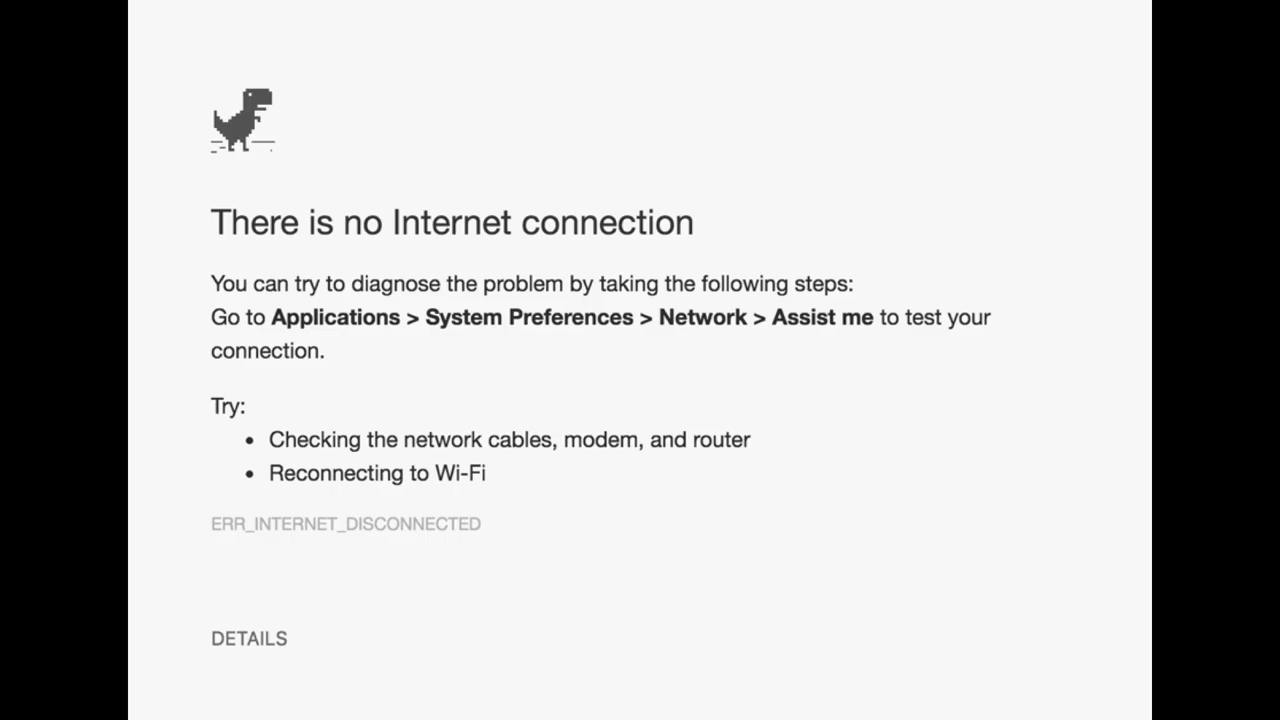 There is no Internet connection
You can try to diagnose the problem by taking the following steps:
Go to Applications > System Preferences > Network > Assist me to test your
connection.
Try:
• Checking the network cables, modem, and router
• Reconnecting to Wi-Fi
ERR_INTERNET_DISCONNECTED
DETAILS